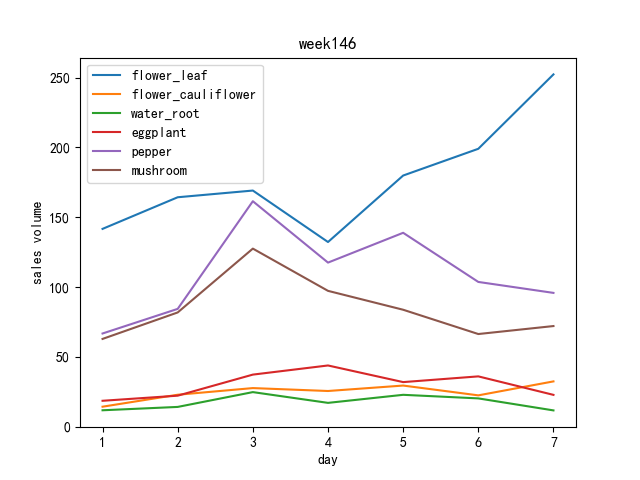 week146
flower_leaf
flower_cauliflower
water_root
eggplant
pepper
mushroom
sales volume
250
200
150
100
50
0
1 2 3 4 5 6 7
day